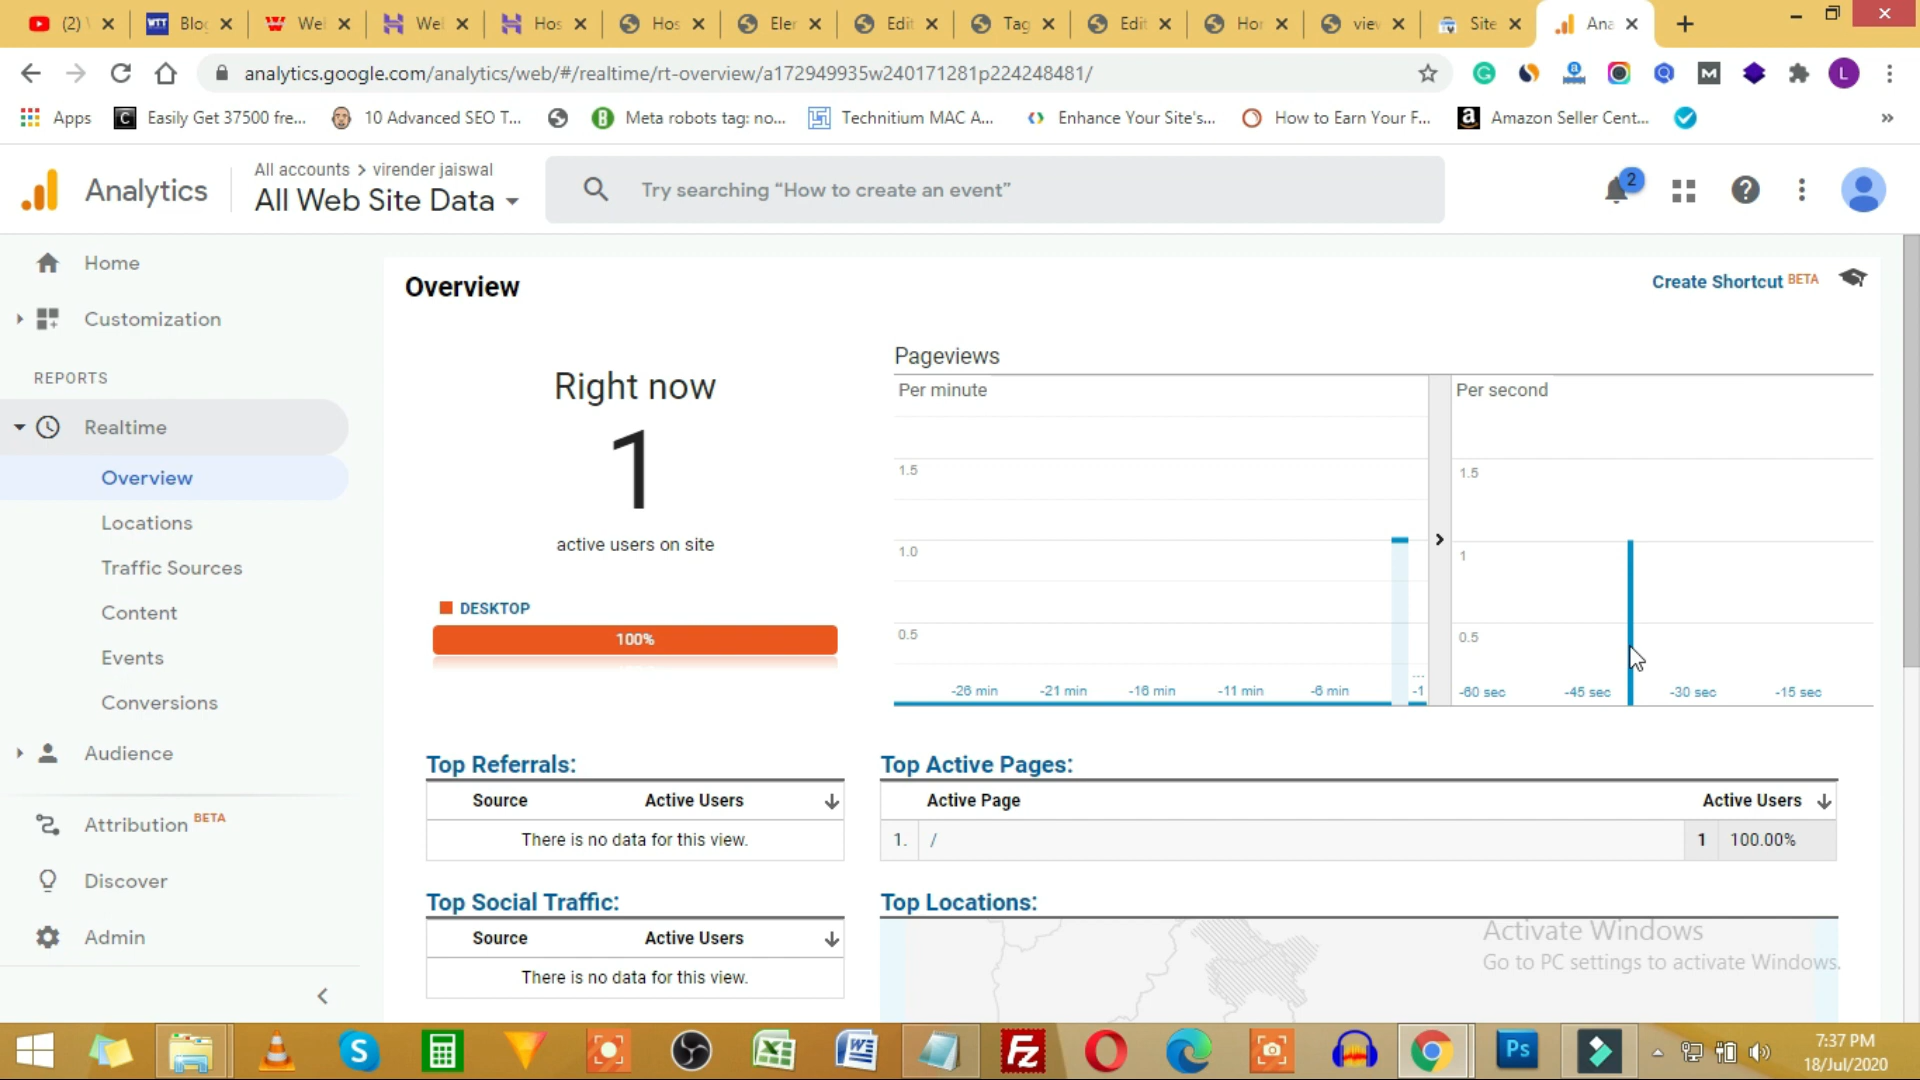 (2)
Blog
We
We
Hos
Hos
Eler
Edit
Tag
Edit
Hor
view
Site
Ana
analytics.google.com/analytics/web/#/realtime/rt-overview/a172949935w240171281p224248481/
L
Apps
Easily Get 37500 fre...
10 Advanced SEO T...
Meta robots tag: no...
Technitium MAC A...
Enhance Your Site's...
How to Earn Your F...
Amazon Seller Cent...
»
Analytics
All accounts > virender jaiswal
All Web Site Data
Try searching “How to create an event”
2
Home
Customization
REPORTS
Realtime
Overview
Locations
Traffic Sources
Content
Events
Conversions
Audience
Attribution BETA
Discover
Admin
Overview
Create Shortcut BETA
Right now
1
active users on site
DESKTOP
100%
Pageviews
Per minute
1.5
1.0
0.5
-26 min -21 min -16 min -11 min -6 min -1
Per second
1.5
1
0.5
-60 sec -45 sec -30 sec -15 sec
Top Referrals:
Source Active Users
There is no data for this view.
Top Active Pages:
Active Page Active Users
1. / 1 100.00%
Top Social Traffic:
Source Active Users
There is no data for this view.
Top Locations:
Activate Windows
Go to PC settings to activate Windows.
7:37 PM
18/Jul/2020